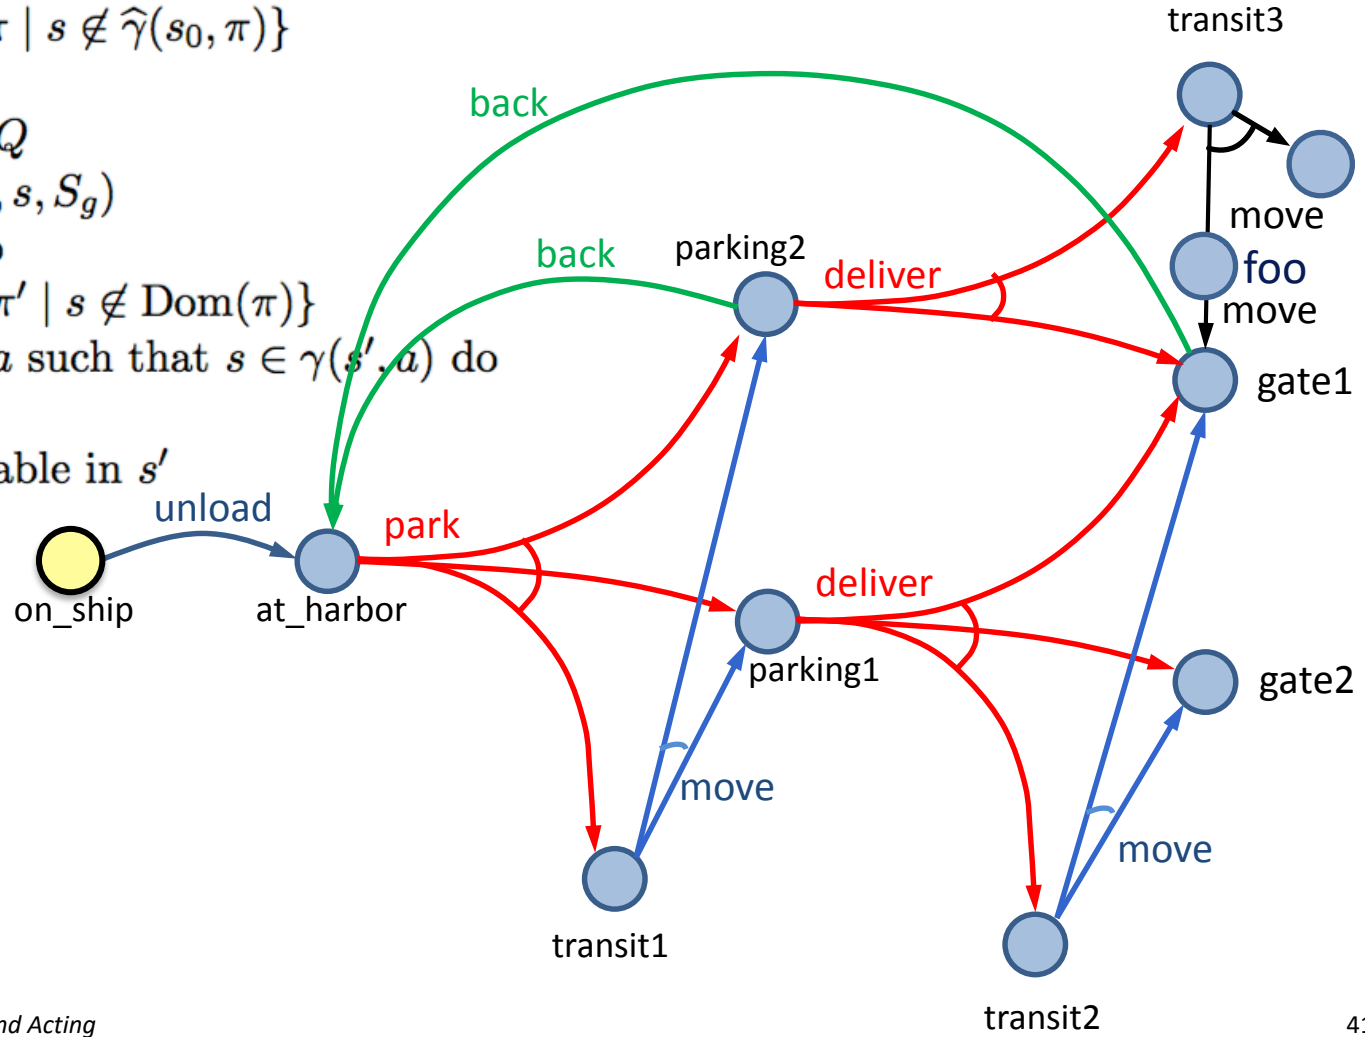 π | s ∉ γ̂(s₀, π)}
transit3
back
Q
, s, S_g)
move
parking2
back
deliver
foo
π′ | s ∉ Dom(π)}
move
a such that s ∈ γ(s′, a) do
gate1
able in s′
unload
park
deliver
on_ship
at_harbor
parking1
gate2
move
move
transit1
transit2
nd Acting
41